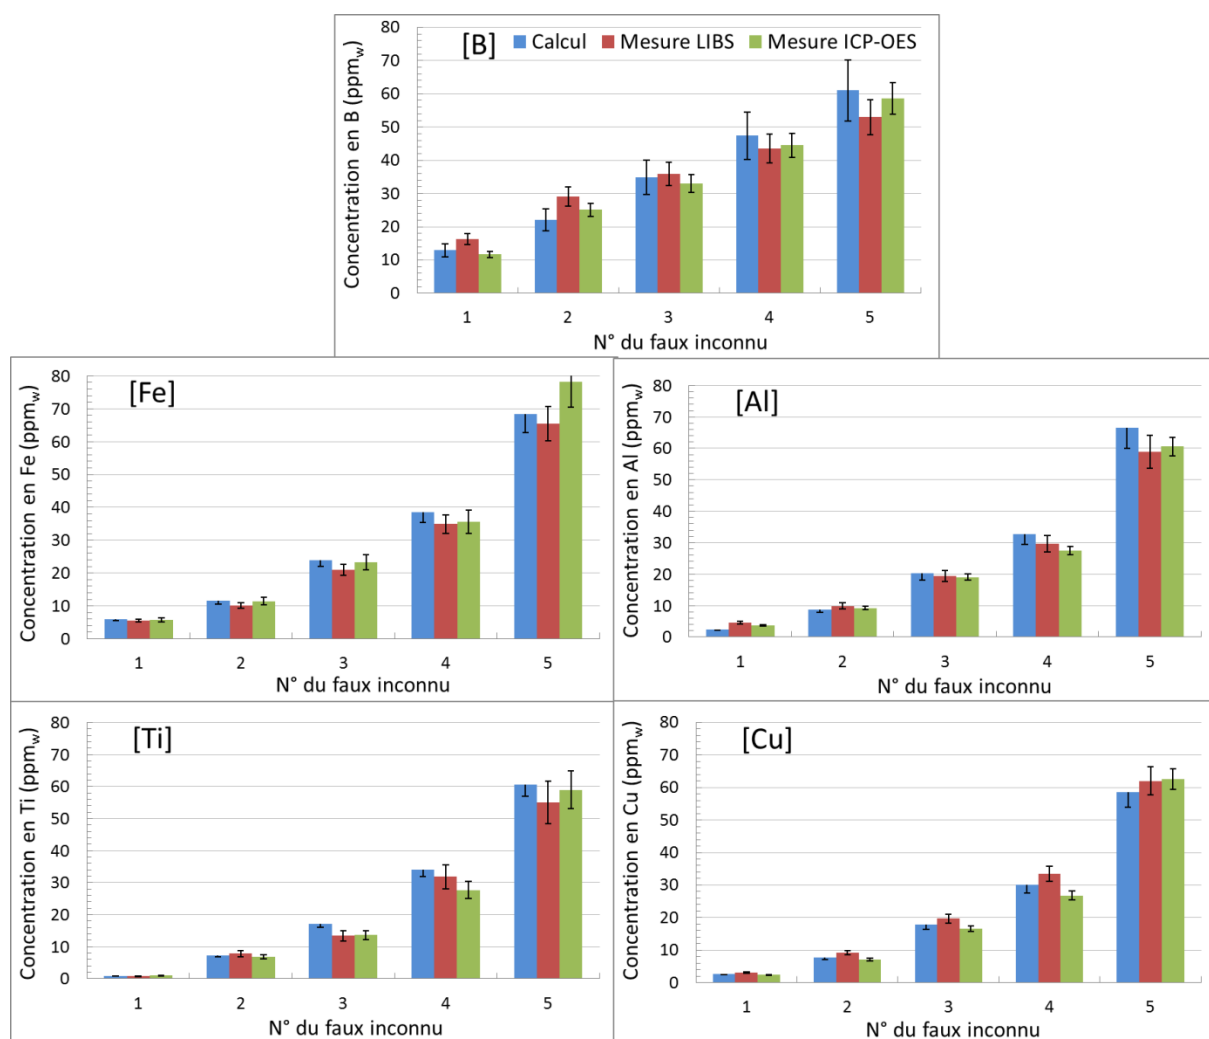 [B]
Calcul Mesure LIBS Mesure ICP-OES
Concentration en B (ppmw)
80
70
60
50
40
30
20
10
0
1 2 3 4 5
N° du faux inconnu
[Fe]
Concentration en Fe (ppmw)
80
70
60
50
40
30
20
10
0
1 2 3 4 5
N° du faux inconnu
[Al]
Concentration en Al (ppmw)
80
70
60
50
40
30
20
10
0
1 2 3 4 5
N° du faux inconnu
[Ti]
Concentration en Ti (ppmw)
80
70
60
50
40
30
20
10
0
1 2 3 4 5
N° du faux inconnu
[Cu]
Concentration en Cu (ppmw)
80
70
60
50
40
30
20
10
0
1 2 3 4 5
N° du faux inconnu